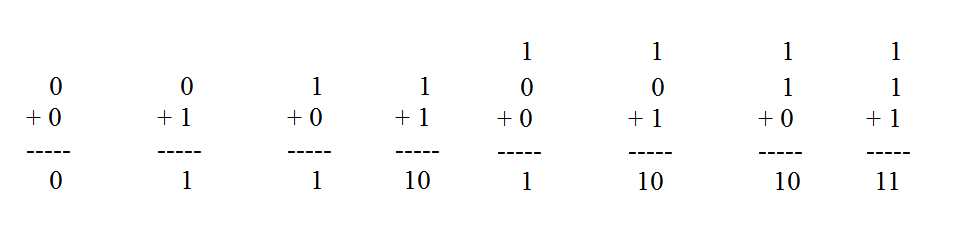 1 1 1 1
0 0 1 1 0 0 1 1
+ 0 + 1 + 0 + 1 + 0 + 1 + 0 + 1
----- ----- ----- ----- ----- ----- ----- -----
0 1 1 10 1 10 10 11